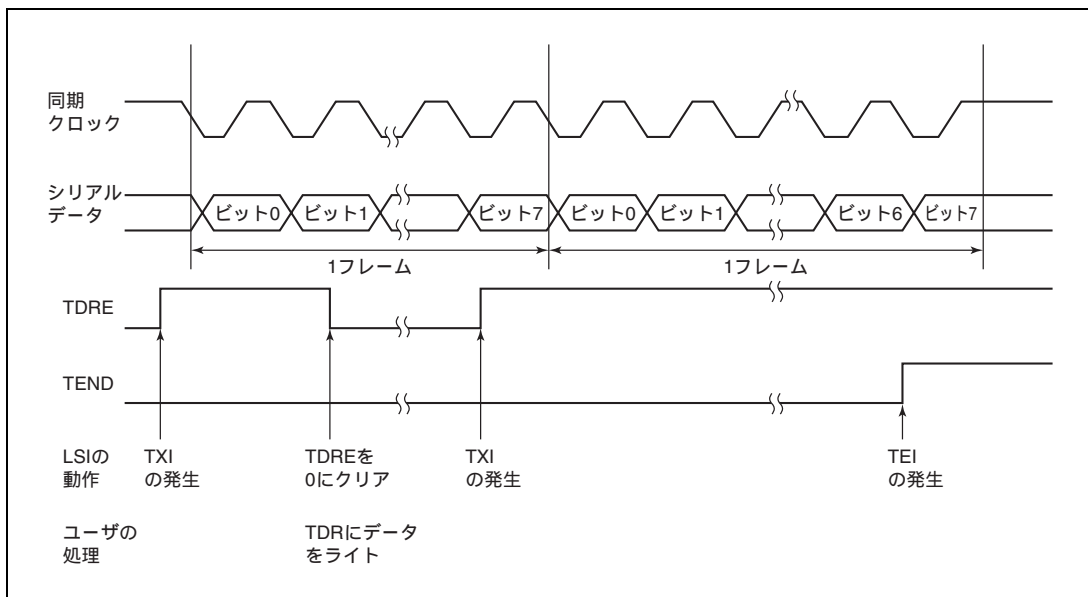 同期
クロック
シリアル
データ
ビット0
ビット1
ビット7
ビット0
ビット1
ビット6
ビット7
1フレーム
1フレーム
TDRE
TEND
LSIの
動作
TXI
の発生
TDREを
0にクリア
TXI
の発生
TEI
の発生
ユーザの
処理
TDRにデータ
をライト